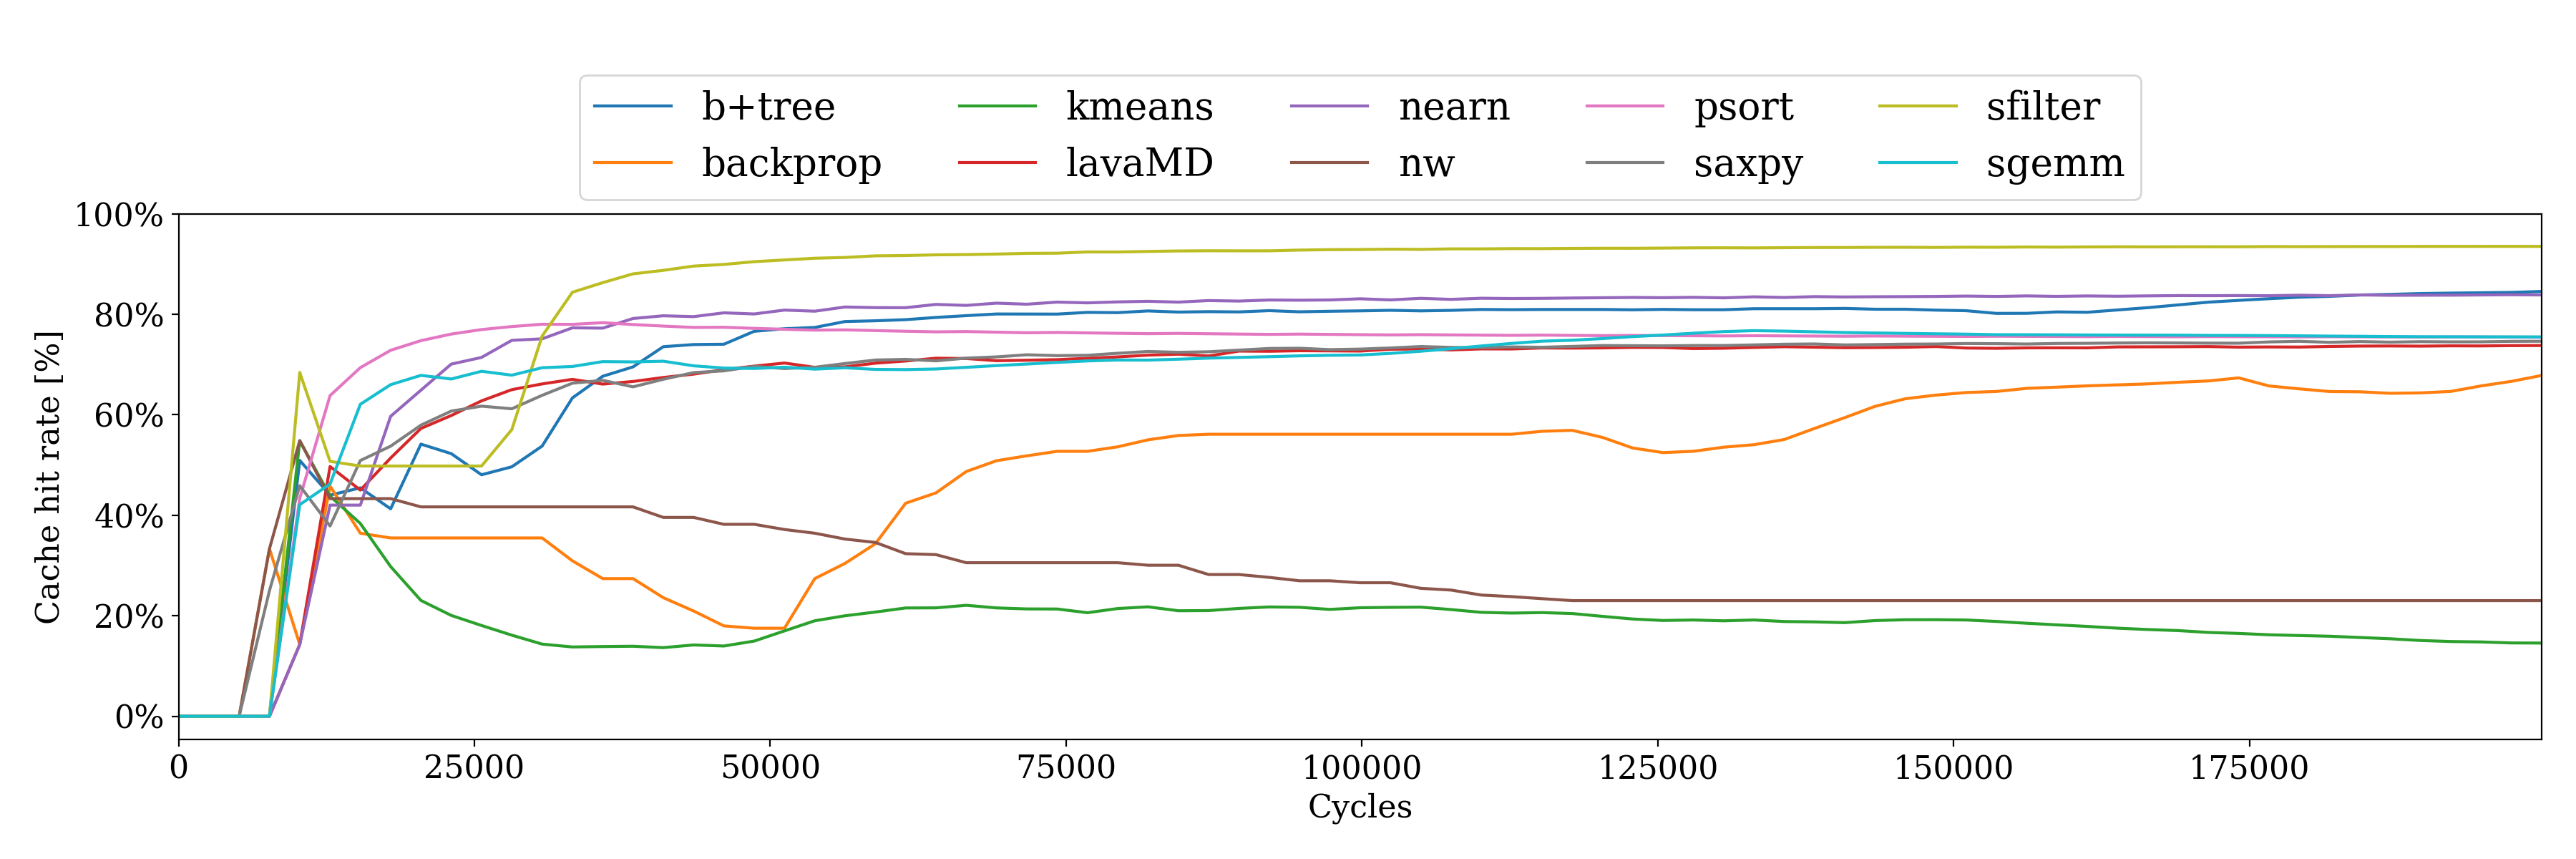 b+tree kmeans nearn psort sfilter
backprop lavaMD nw saxpy sgemm
100%
80%
60%
40%
20%
0%
Cache hit rate [%]
0 25000 50000 75000 100000 125000 150000 175000
Cycles